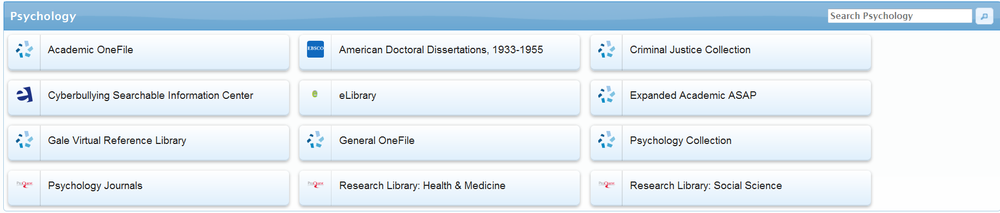 Psychology
Search Psychology
Academic OneFile
EBSCO
American Doctoral Dissertations, 1933-1955
Criminal Justice Collection
Cyberbullying Searchable Information Center
e
eLibrary
Expanded Academic ASAP
Gale Virtual Reference Library
General OneFile
Psychology Collection
ProQuest
Psychology Journals
ProQuest
Research Library: Health & Medicine
ProQuest
Research Library: Social Science